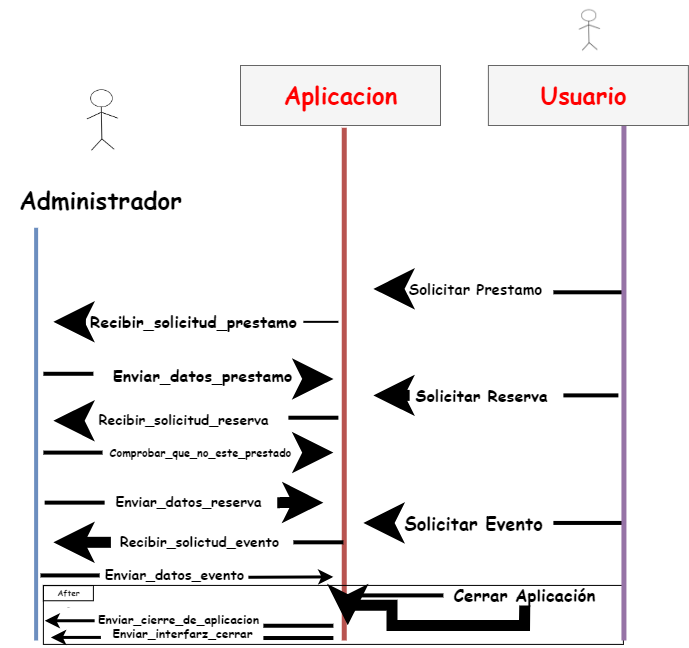 Aplicacion
Usuario
Administrador
Solicitar Prestamo
Recibir_solicitud_prestamo
Enviar_datos_prestamo
Solicitar Reserva
Recibir_solicitud_reserva
Comprobar_que_no_este_prestado
Enviar_datos_reserva
Solicitar Evento
Recibir_solictud_evento
Enviar_datos_evento
After
Cerrar Aplicación
Enviar_cierre_de_aplicacion
Enviar_interfarz_cerrar